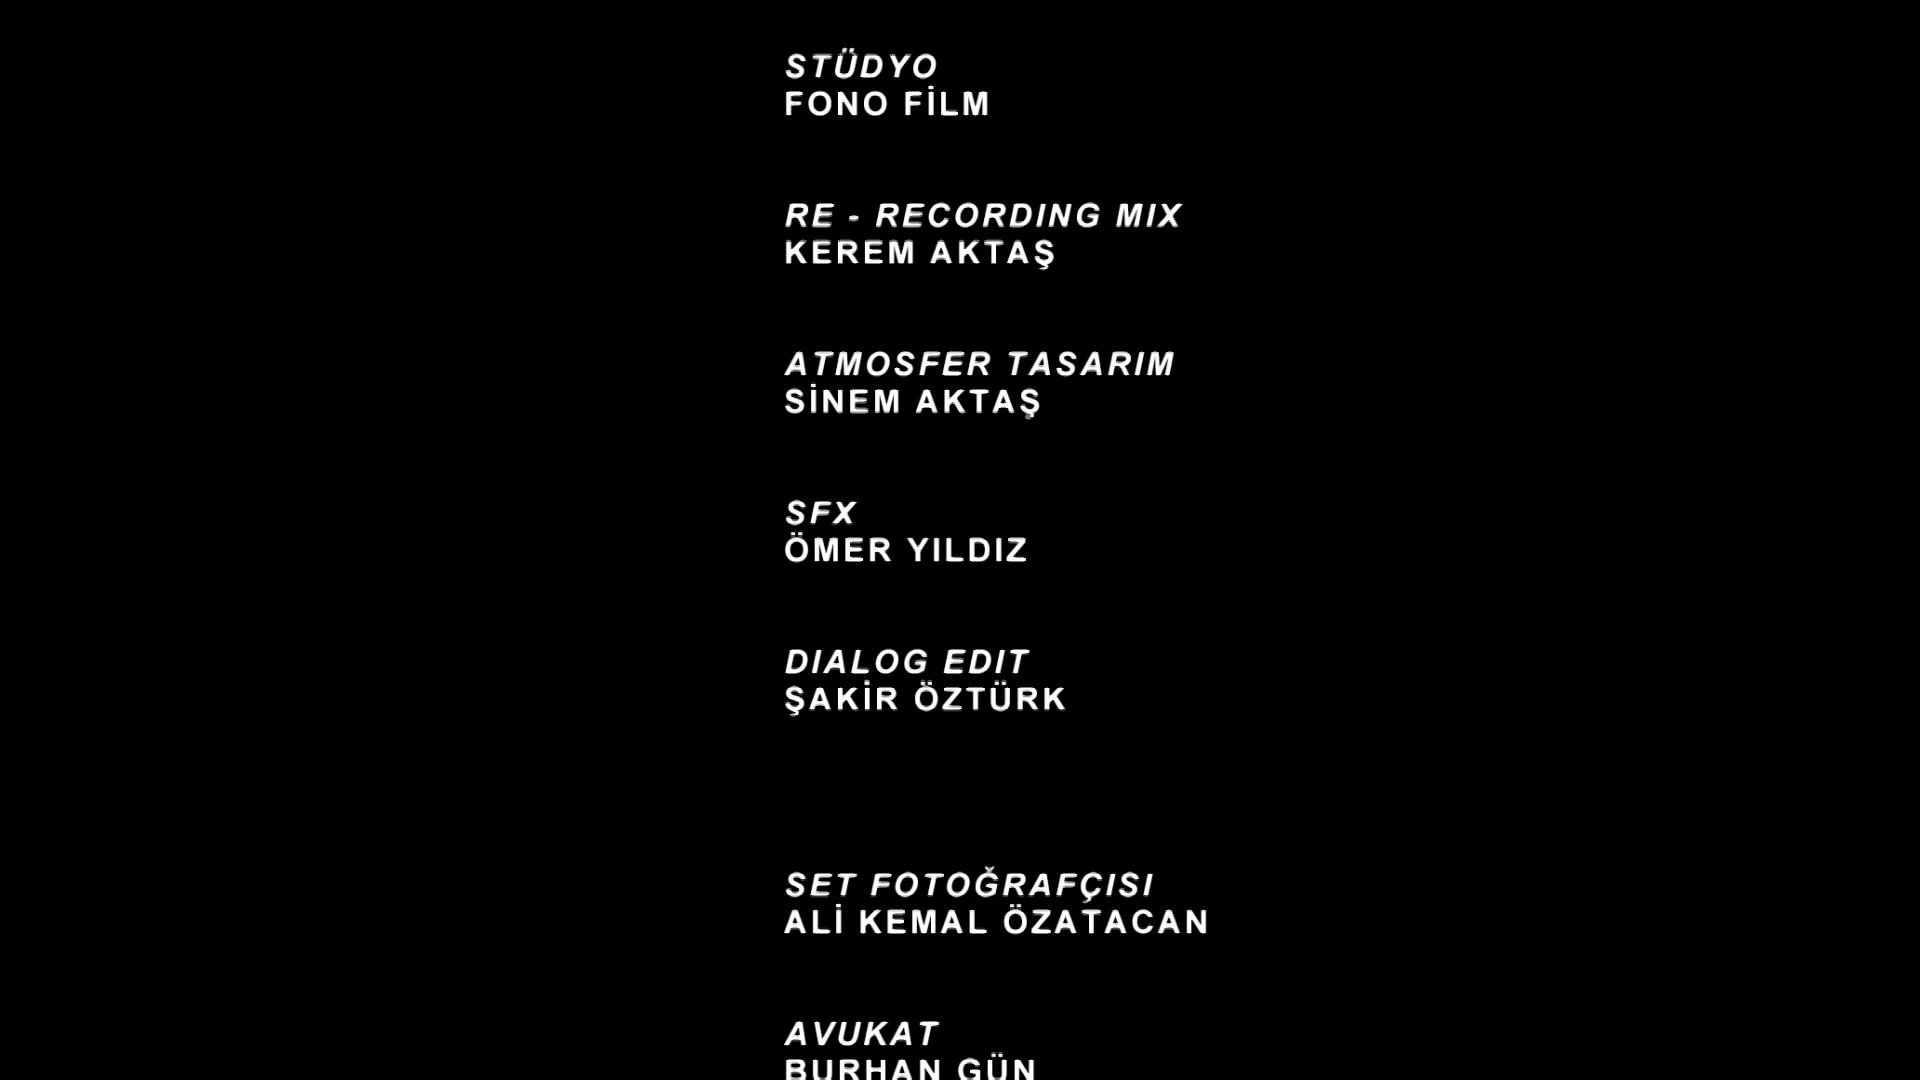 STÜDYO
FONO FİLM
RE - RECORDING MIX
KEREM AKTAŞ
ATMOSFER TASARIM
SİNEM AKTAŞ
SFX
ÖMER YILDIZ
DIALOG EDIT
ŞAKİR ÖZTÜRK
SET FOTOĞRAFÇISI
ALİ KEMAL ÖZATACAN
AVUKAT
BURHAN GÜN